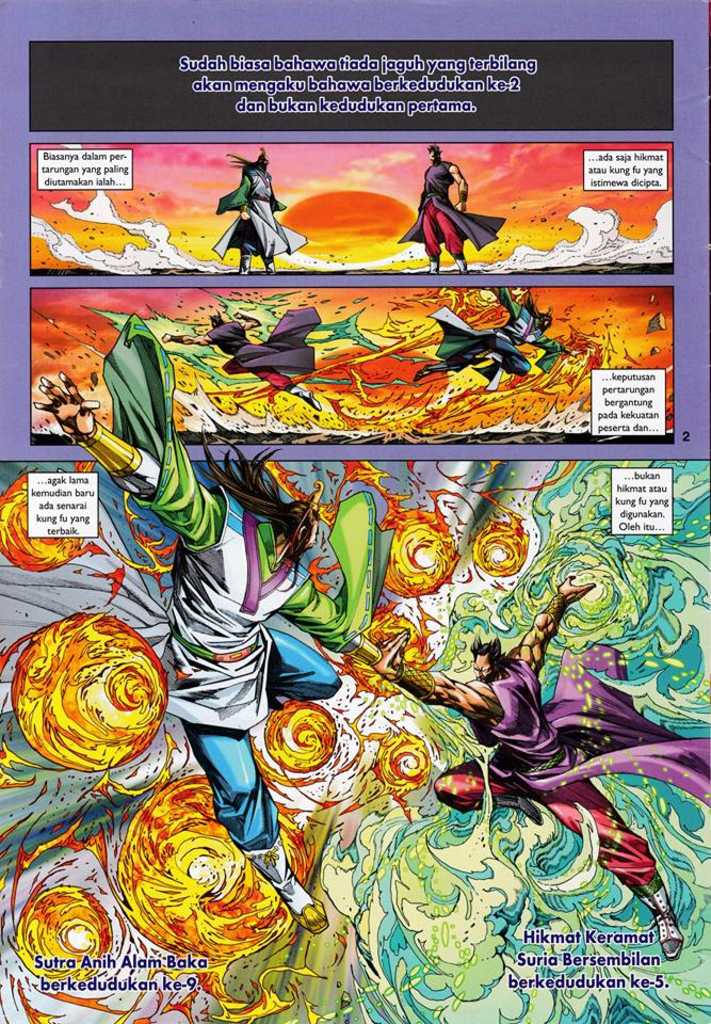 Sudah biasa bahawa tiada jaguh yang terbilang
akan mengaku bahawa berkedudukan ke-2
dan bukan kedudukan pertama.
Biasanya dalam per-
tarungan yang paling
diutamakan ialah...
...ada saja hikmat
atau kung fu yang
istimewa dicipta.
...keputusan
pertarungan
bergantung
pada kekuatan
peserta dan...
2
...agak lama
kemudian baru
ada senarai
kung fu yang
terbaik.
...bukan
hikmat atau
kung fu yang
digunakan.
Oleh itu...
Sutra Anih Alam Baka
berkedudukan ke-9.
Hikmat Keramat
Suria Bersembilan
berkedudukan ke-5.